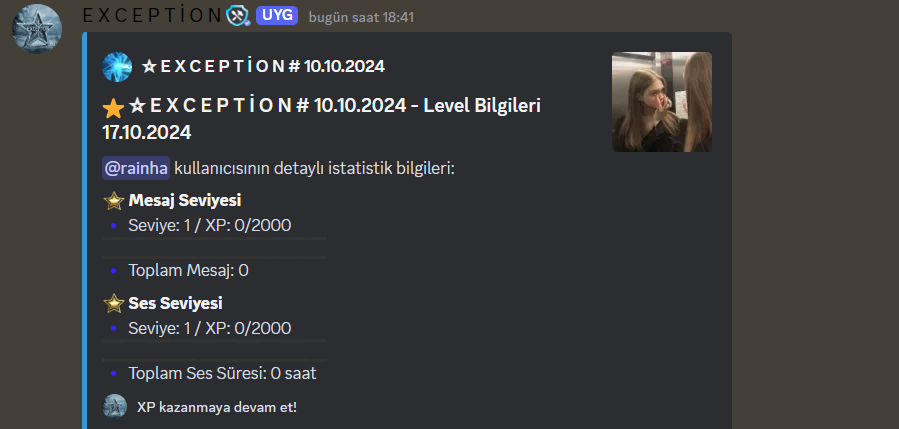 E X C E P T İ O N UYG bugün saat 18:41
☆ E X C E P T İ O N # 10.10.2024
☆ E X C E P T İ O N # 10.10.2024 - Level Bilgileri
17.10.2024
@rainha kullanıcısının detaylı istatistik bilgileri:
Mesaj Seviyesi
• Seviye: 1 / XP: 0/2000
• Toplam Mesaj: 0
Ses Seviyesi
• Seviye: 1 / XP: 0/2000
• Toplam Ses Süresi: 0 saat
XP kazanmaya devam et!